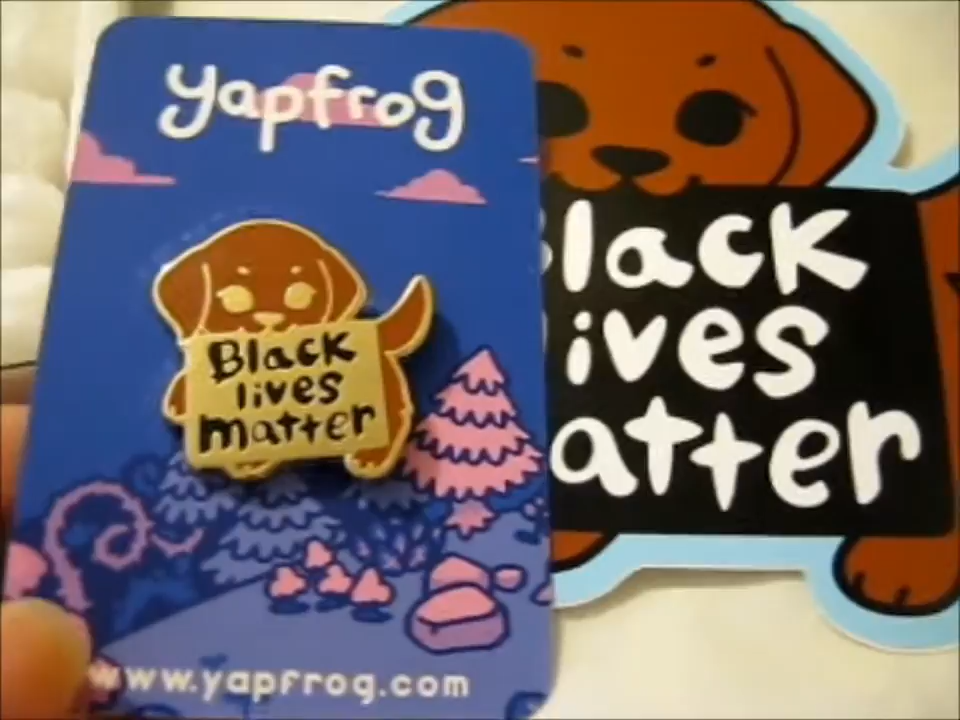 yapfrog
Black
lives
matter
www.yapfrog.com
lack
ives
atter